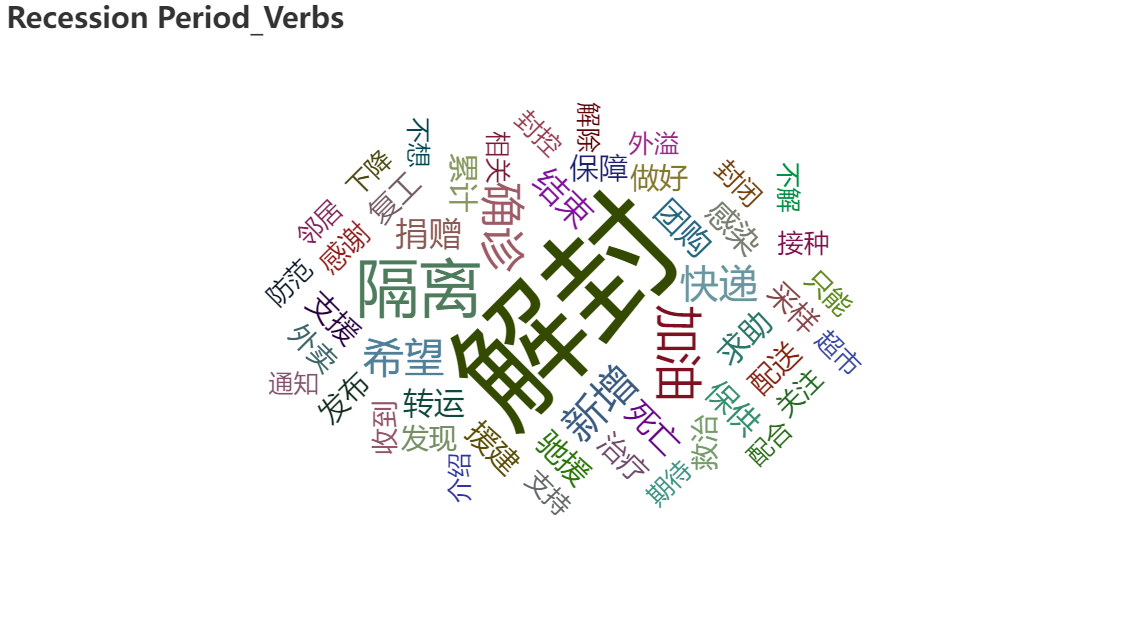 Recession Period_Verbs
解除
封控
外溢
不想
相关
保障
下降
累计
结束
做好
封闭
不解
复工
确诊
邻居
感谢
捐赠
团购
感染
接种
解封
防范
隔离
快递
只能
支援
采样
外卖
希望
加油
求助
超市
通知
发布
转运
新增
配送
关注
收到
发现
死亡
保供
配合
援建
驰援
治疗
救治
介绍
支持
期待